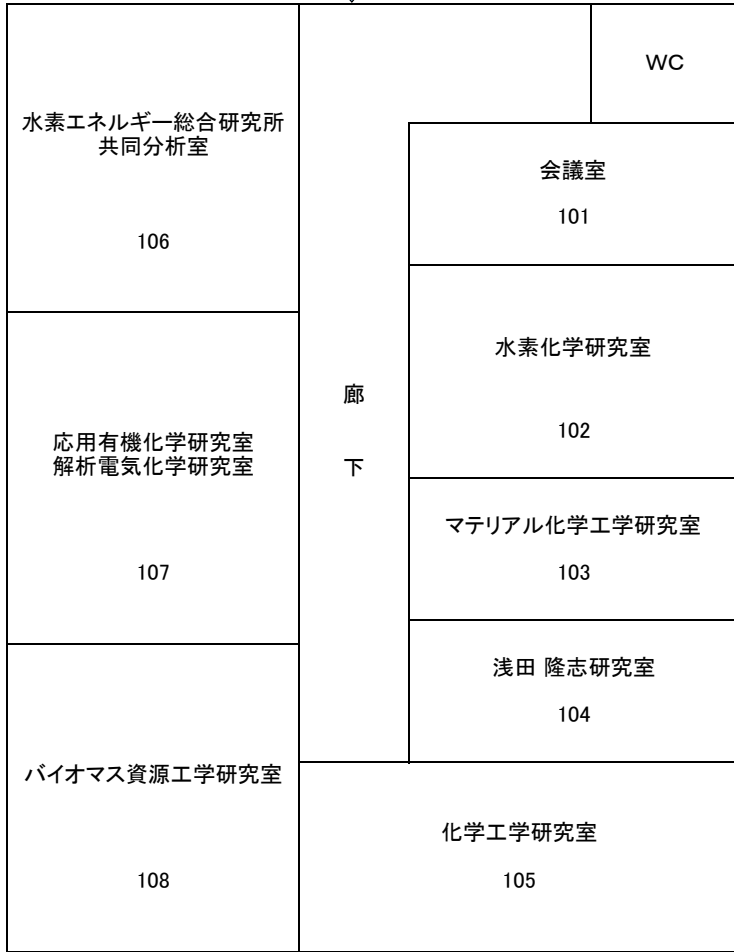 WC
水素エネルギー総合研究所
共同分析室
106
会議室
101
水素化学研究室
102
廊
下
応用有機化学研究室
解析電気化学研究室
107
マテリアル化学工学研究室
103
浅田 隆志研究室
104
バイオマス資源工学研究室
108
化学工学研究室
105